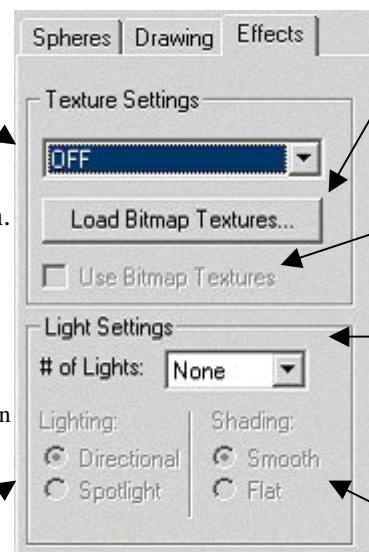 Spheres Drawing Effects
Texture Settings
OFF
n.
Load Bitmap Textures...
Use Bitmap Textures
Light Settings
# of Lights: None
n
Lighting: Shading:
Directional Smooth
Spotlight Flat